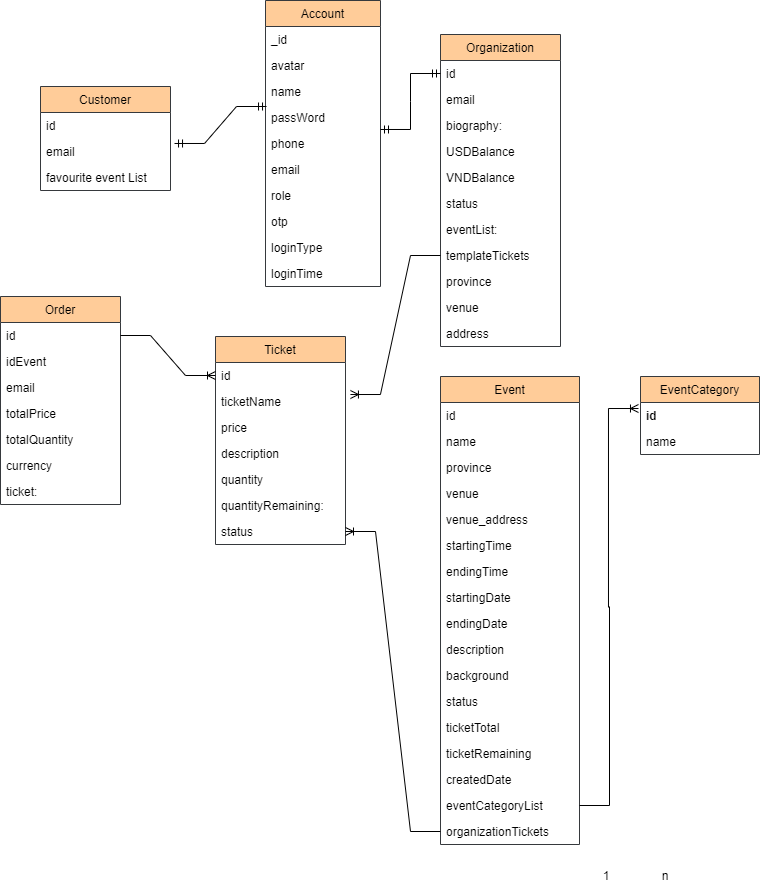 Account
_id
avatar
name
passWord
phone
email
role
otp
loginType
loginTime
Organization
id
email
biography:
USDBalance
VNDBalance
status
eventList:
templateTickets
province
venue
address
Customer
id
email
favourite event List
Order
id
idEvent
email
totalPrice
totalQuantity
currency
ticket:
Ticket
id
ticketName
price
description
quantity
quantityRemaining:
status
Event
id
name
province
venue
venue_address
startingTime
endingTime
startingDate
endingDate
description
background
status
ticketTotal
ticketRemaining
createdDate
eventCategoryList
organizationTickets
EventCategory
id
name
1 n